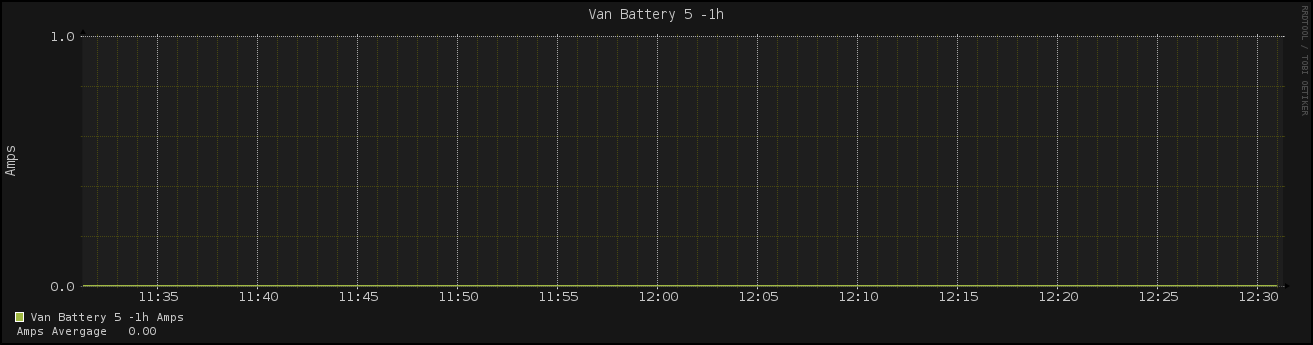 Van Battery 5 -1h
RRDTOOL / TOBI OETIKER
1.0
Amps
0.0
11:35 11:40 11:45 11:50 11:55 12:00 12:05 12:10 12:15 12:20 12:25 12:30
Van Battery 5 -1h Amps
Amps Avergage 0.00